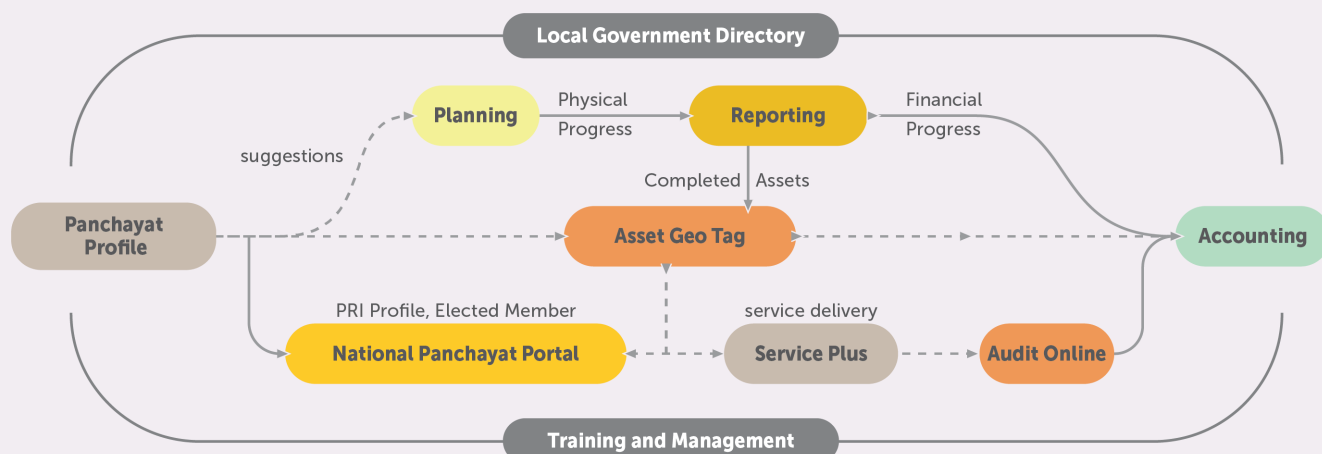 Local Government Directory
Planning
Physical
Progress
Reporting
Financial
Progress
suggestions
Completed Assets
Panchayat
Profile
Asset Geo Tag
Accounting
PRI Profile, Elected Member
service delivery
National Panchayat Portal
Service Plus
Audit Online
Training and Management